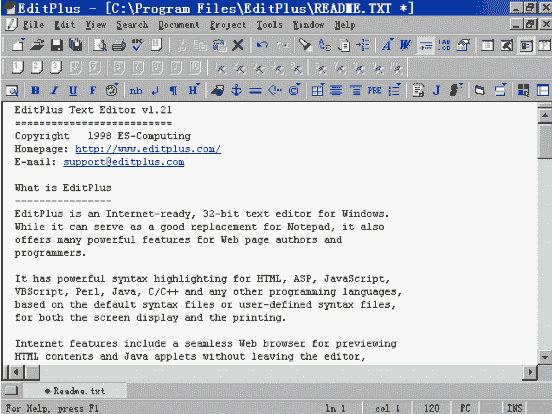 EditPlus - [C:\Program Files\EditPlus\README.TXT *]
File Edit View Search Document Project Tools Window Help
EditPlus Text Editor v1.21
==========================
Copyright 1998 ES-Computing
Homepage: http://www.editplus.com/
E-mail: support@editplus.com
What is EditPlus
----------------
EditPlus is an Internet-ready, 32-bit text editor for Windows.
While it can serve as a good replacement for Notepad, it also
offers many powerful features for Web page authors and
programmers.
It has powerful syntax highlighting for HTML, ASP, JavaScript,
VBScript, Perl, Java, C/C++ and any other programming languages,
based on the default syntax files or user-defined syntax files,
for both the screen display and the printing.
Internet features include a seamless Web browser for previewing
HTML contents and Java applets without leaving the editor,
Readme.txt
For Help, press F1 ln 1 col 1 120 PC INS